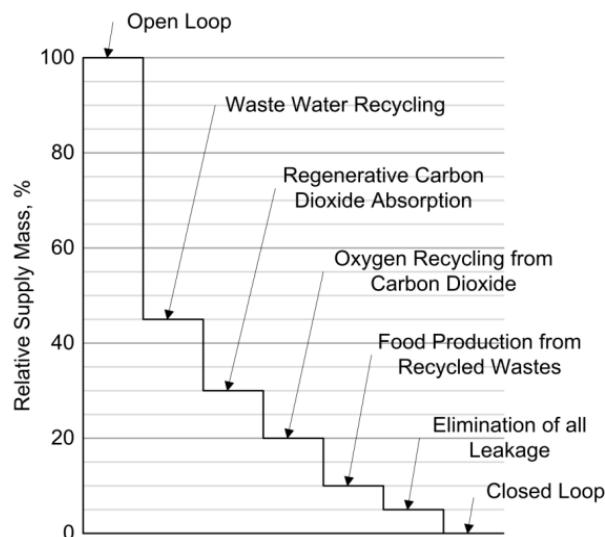 Open Loop
100
Waste Water Recycling
80
Regenerative Carbon
Dioxide Absorption
60
Oxygen Recycling from
Carbon Dioxide
40
Food Production from
Recycled Wastes
20
Elimination of all
Leakage
Closed Loop
0
Relative Supply Mass, %